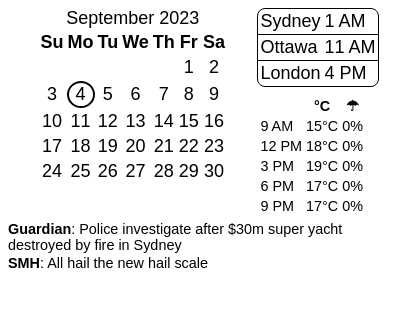 September 2023
Su Mo Tu We Th Fr Sa
1 2
3 4 5 6 7 8 9
10 11 12 13 14 15 16
17 18 19 20 21 22 23
24 25 26 27 28 29 30
Sydney 1 AM
Ottawa 11 AM
London 4 PM
°C ☂
9 AM 15°C 0%
12 PM 18°C 0%
3 PM 19°C 0%
6 PM 17°C 0%
9 PM 17°C 0%
Guardian: Police investigate after $30m super yacht
destroyed by fire in Sydney
SMH: All hail the new hail scale